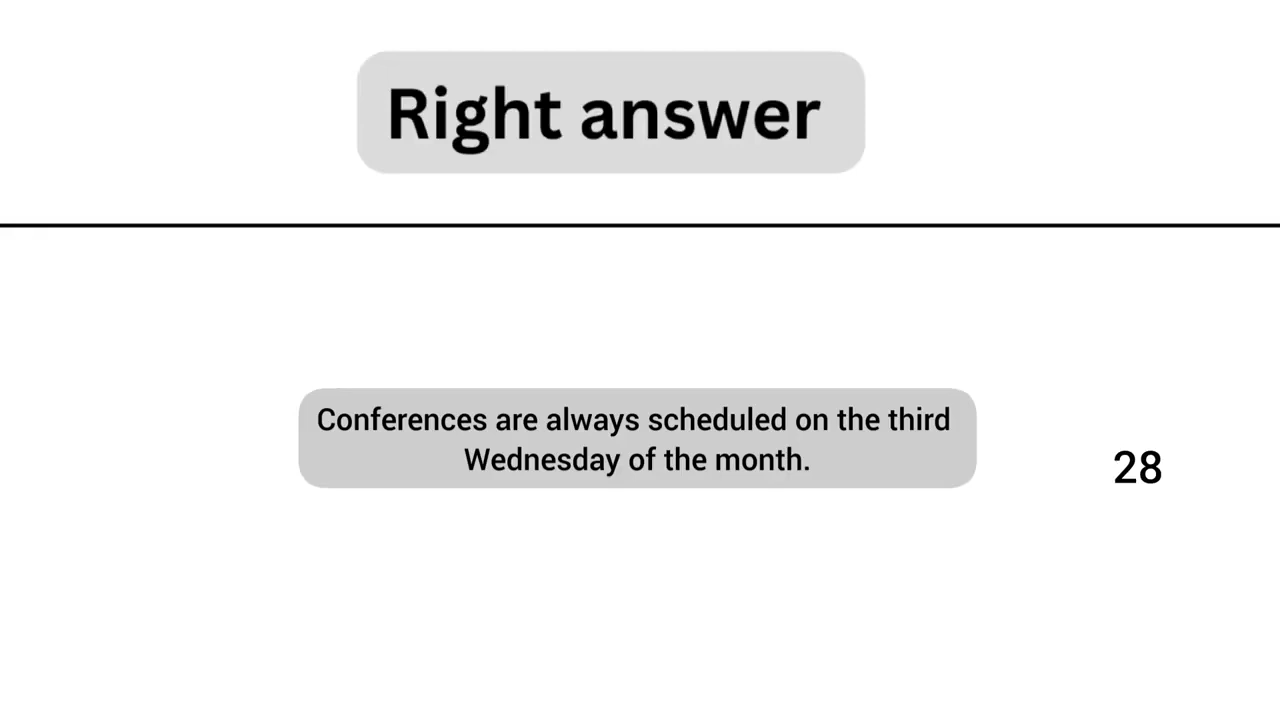 Right answer
Conferences are always scheduled on the third
Wednesday of the month.
28